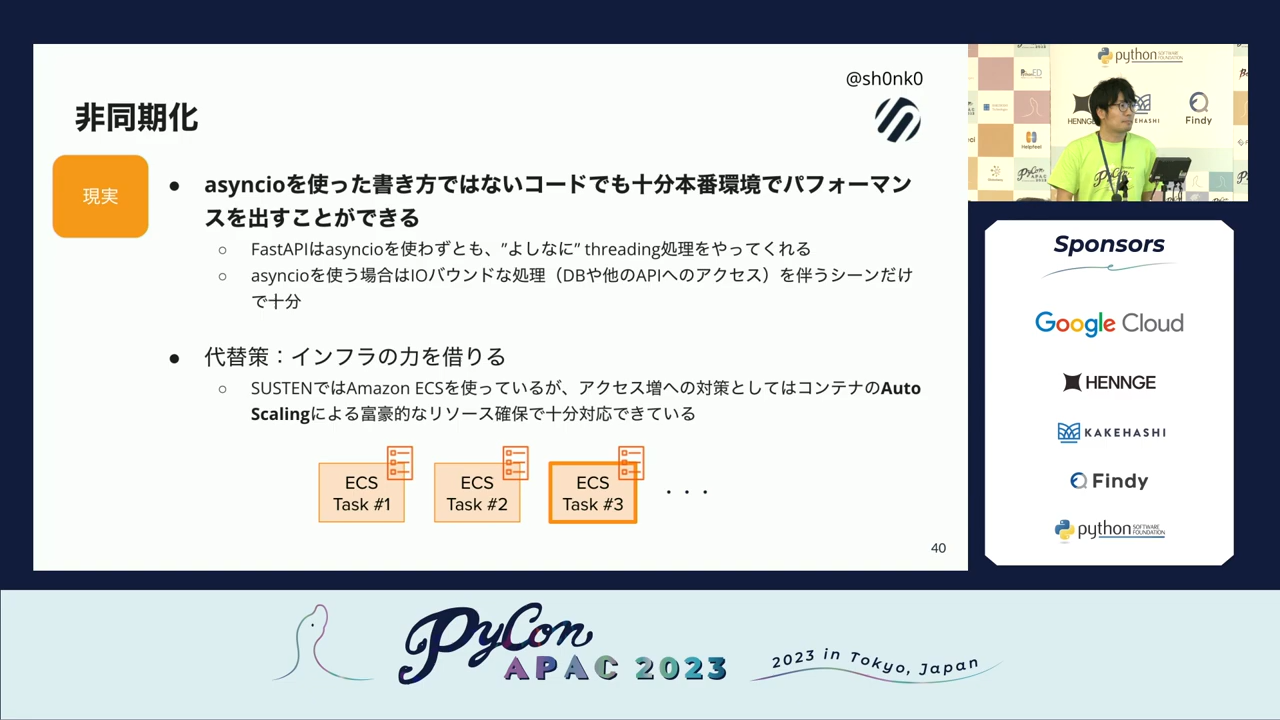 @sh0nk0
非同期化
現実
● asyncioを使った書き方ではないコードでも十分本番環境でパフォーマン
スを出すことができる
○ FastAPIはasyncioを使わずとも、”よしなに” threading処理をやってくれる
○ asyncioを使う場合はIOバウンドな処理（DBや他のAPIへのアクセス）を伴うシーンだけ
で十分
● 代替策：インフラの力を借りる
○ SUSTENではAmazon ECSを使っているが、アクセス増への対策としてはコンテナのAuto
Scalingによる富豪的なリソース確保で十分対応できている
ECS
Task #1
ECS
Task #2
ECS
Task #3
・・・
40
python
HENNGE
KAKEHASHI
Findy
Sponsors
Google Cloud
HENNGE
KAKEHASHI
Findy
python SOFTWARE
FOUNDATION
PyCon
APAC 2023
2023 in Tokyo, Japan